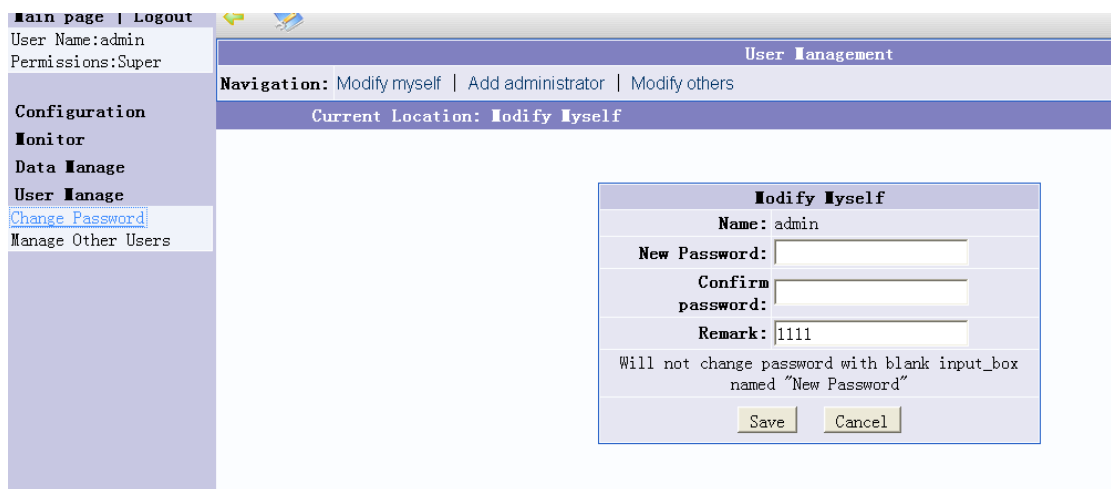 Main page | Logout
User Name:admin
Permissions:Super
Configuration
Monitor
Data Manage
User Manage
Change Password
Manage Other Users
User Management
Navigation: Modify myself | Add administrator | Modify others
Current Location: Modify Myself
Modify Myself
Name: admin
New Password:
Confirm
password:
Remark: 1111
Will not change password with blank input_box
named "New Password"
Save Cancel